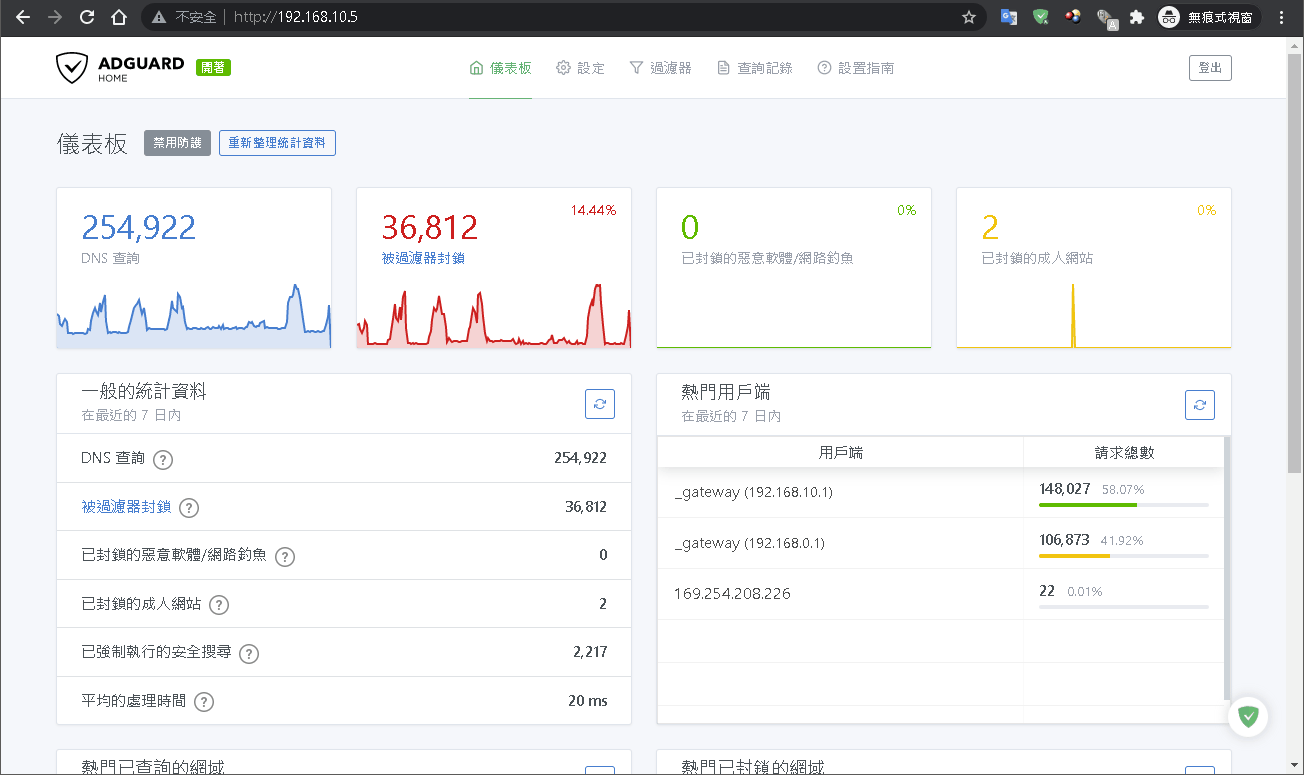 不安全 | http://192.168.10.5
A
無痕式視窗
ADGUARD
HOME
開著
儀表板
設定
過濾器
查詢記錄
設置指南
登出
儀表板
禁用防護
重新整理統計資料
254,922
DNS 查詢
14.44%
36,812
被過濾器封鎖
0%
0
已封鎖的惡意軟體/網路釣魚
0%
2
已封鎖的成人網站
一般的統計資料
在最近的 7 日內
DNS 查詢 ? 254,922
被過濾器封鎖 ? 36,812
已封鎖的惡意軟體/網路釣魚 ? 0
已封鎖的成人網站 ? 2
已強制執行的安全搜尋 ? 2,217
平均的處理時間 ? 20 ms
熱門用戶端
在最近的 7 日內
用戶端 請求總數
_gateway (192.168.10.1) 148,027 58.07%
_gateway (192.168.0.1) 106,873 41.92%
169.254.208.226 22 0.01%
熱門已查詢的網域
熱門已封鎖的網域